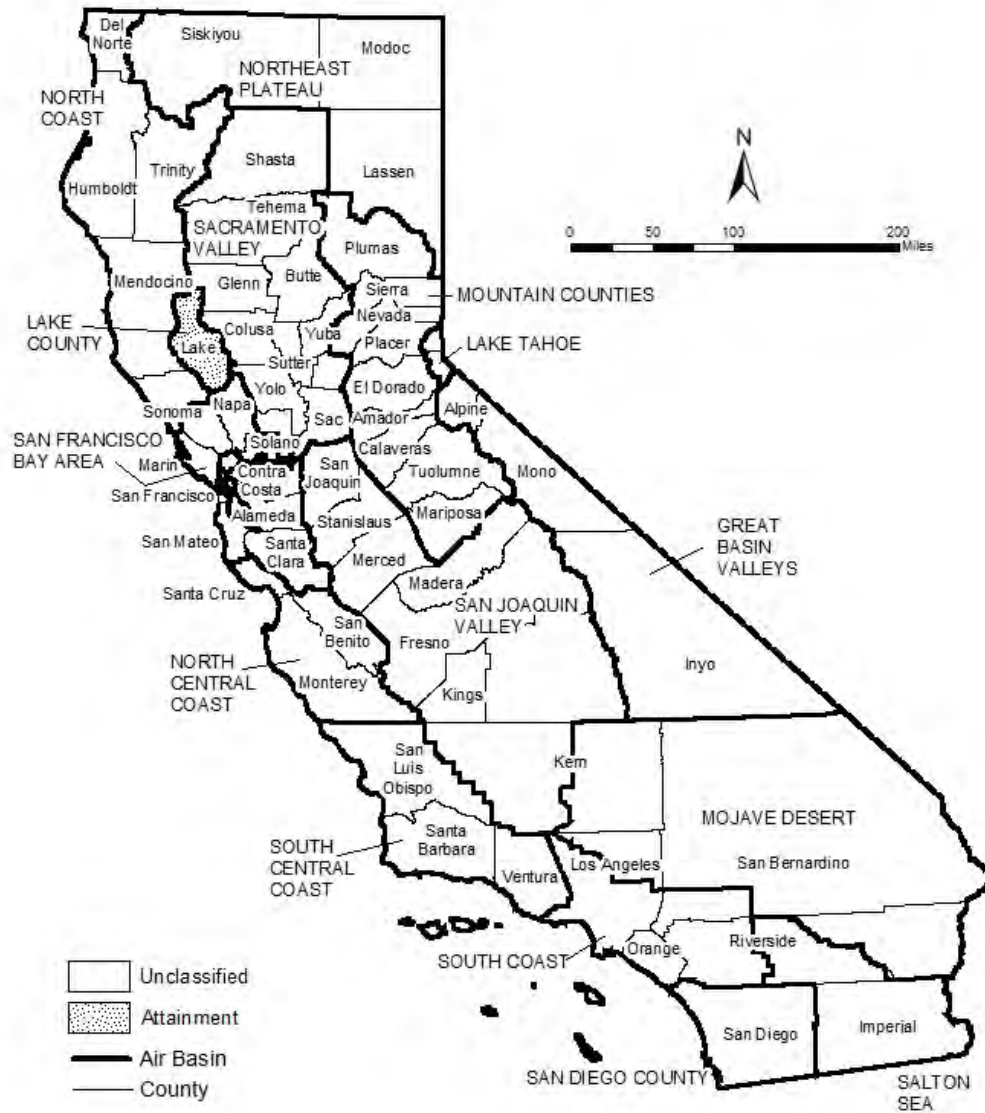 Del
Norte
Siskiyou
Modoc
NORTHEAST
PLATEAU
NORTH
COAST
Trinity
Shasta
Lassen
Humboldt
Tehema
SACRAMENTO
VALLEY
Plumas
Butte
Glenn
Mendocino
Sierra
MOUNTAIN COUNTIES
Nevada
LAKE
COUNTY
Colusa
Yuba
Placer
LAKE TAHOE
Lake
Sutter
Yolo
El Dorado
Sonoma
Napa
Sac
Amador
Alpine
SAN FRANCISCO
BAY AREA
Solano
Calaveras
Marin
Contra
Costa
San
Joaquin
Tuolumne
Mono
San Francisco
Alameda
Stanislaus
Mariposa
GREAT
BASIN
VALLEYS
San Mateo
Santa
Clara
Merced
Madera
Santa Cruz
SAN JOAQUIN
VALLEY
San
Benito
Fresno
NORTH
CENTRAL
COAST
Monterey
Kings
Inyo
San
Luis
Obispo
Kern
MOJAVE DESERT
SOUTH
CENTRAL
COAST
Santa
Barbara
Ventura
Los Angeles
San Bernardino
SOUTH COAST
Orange
Riverside
San Diego
Imperial
SAN DIEGO COUNTY
SALTON
SEA
N
0 50 100 200
Miles
Unclassified
Attainment
Air Basin
County